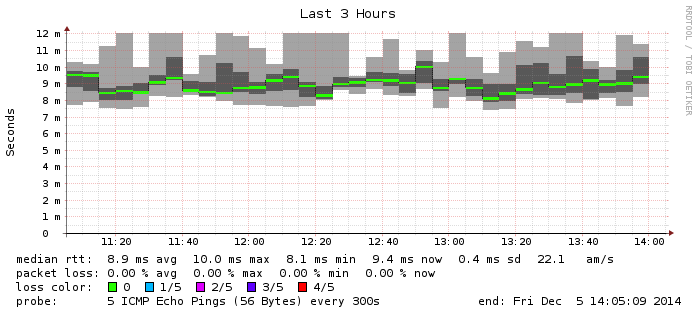 Last 3 Hours
RRDTOOL / TOBI OETIKER
Seconds
12 m
11 m
10 m
9 m
8 m
7 m
6 m
5 m
4 m
3 m
2 m
1 m
0
11:20 11:40 12:00 12:20 12:40 13:00 13:20 13:40 14:00
median rtt: 8.9 ms avg 10.0 ms max 8.1 ms min 9.4 ms now 0.4 ms sd 22.1 am/s
packet loss: 0.00 % avg 0.00 % max 0.00 % min 0.00 % now
loss color: 0 1/5 2/5 3/5 4/5
probe: 5 ICMP Echo Pings (56 Bytes) every 300s end: Fri Dec 5 14:05:09 2014